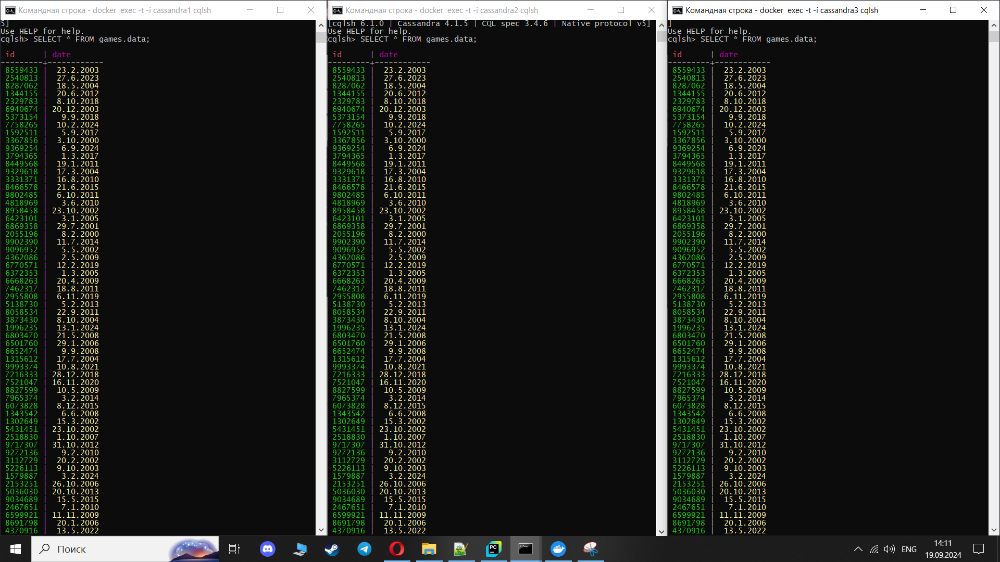 Командная строка - docker exec -t -i cassandra1 cqlsh
5]
Use HELP for help.
cqlsh> SELECT * FROM games.data;
id | date
---------+------------
8559433 | 23.2.2003
2540813 | 27.6.2023
8287062 | 18.5.2004
1344155 | 20.6.2012
2329783 | 8.10.2018
6940674 | 20.12.2003
5373154 | 9.9.2018
7758265 | 10.2.2024
1592511 | 5.9.2017
3367856 | 3.10.2000
9369254 | 6.9.2024
3794365 | 1.3.2017
8449568 | 19.1.2011
9329618 | 17.3.2004
3331371 | 16.8.2010
8466578 | 21.6.2015
9802485 | 6.10.2011
4818969 | 3.6.2010
8958458 | 23.10.2002
6423101 | 3.1.2005
6869358 | 29.7.2001
2055196 | 8.2.2000
9902390 | 11.7.2014
9096952 | 5.5.2002
4362086 | 2.5.2009
6770571 | 12.2.2019
6372353 | 1.3.2005
6668263 | 20.4.2009
7462317 | 18.8.2011
2955808 | 6.11.2019
5138730 | 5.2.2013
8058534 | 22.9.2011
3873430 | 8.10.2004
1996235 | 13.1.2024
6803470 | 21.5.2008
6501760 | 29.1.2006
6652474 | 9.9.2008
1315612 | 17.7.2004
9993374 | 10.8.2021
7216333 | 28.12.2018
7521047 | 16.11.2020
8827599 | 10.5.2009
7965374 | 3.2.2014
6073828 | 8.12.2015
1343542 | 6.6.2008
1302649 | 15.3.2002
5431451 | 23.10.2002
2518830 | 1.10.2007
9717307 | 31.10.2012
9272136 | 9.2.2010
3112729 | 20.2.2002
5226113 | 9.10.2003
1579887 | 3.2.2024
2153251 | 26.10.2006
5036030 | 20.10.2013
9034689 | 15.5.2015
2467651 | 7.1.2010
6599921 | 11.11.2009
8691798 | 20.1.2006
4370916 | 13.5.2022
Командная строка - docker exec -t -i cassandra2 cqlsh
[cqlsh 6.1.0 | Cassandra 4.1.5 | CQL spec 3.4.6 | Native protocol v5]
Use HELP for help.
cqlsh> SELECT * FROM games.data;
id | date
---------+------------
8559433 | 23.2.2003
2540813 | 27.6.2023
8287062 | 18.5.2004
1344155 | 20.6.2012
2329783 | 8.10.2018
6940674 | 20.12.2003
5373154 | 9.9.2018
7758265 | 10.2.2024
1592511 | 5.9.2017
3367856 | 3.10.2000
9369254 | 6.9.2024
3794365 | 1.3.2017
8449568 | 19.1.2011
9329618 | 17.3.2004
3331371 | 16.8.2010
8466578 | 21.6.2015
9802485 | 6.10.2011
4818969 | 3.6.2010
8958458 | 23.10.2002
6423101 | 3.1.2005
6869358 | 29.7.2001
2055196 | 8.2.2000
9902390 | 11.7.2014
9096952 | 5.5.2002
4362086 | 2.5.2009
6770571 | 12.2.2019
6372353 | 1.3.2005
6668263 | 20.4.2009
7462317 | 18.8.2011
2955808 | 6.11.2019
5138730 | 5.2.2013
8058534 | 22.9.2011
3873430 | 8.10.2004
1996235 | 13.1.2024
6803470 | 21.5.2008
6501760 | 29.1.2006
6652474 | 9.9.2008
1315612 | 17.7.2004
9993374 | 10.8.2021
7216333 | 28.12.2018
7521047 | 16.11.2020
8827599 | 10.5.2009
7965374 | 3.2.2014
6073828 | 8.12.2015
1343542 | 6.6.2008
1302649 | 15.3.2002
5431451 | 23.10.2002
2518830 | 1.10.2007
9717307 | 31.10.2012
9272136 | 9.2.2010
3112729 | 20.2.2002
5226113 | 9.10.2003
1579887 | 3.2.2024
2153251 | 26.10.2006
5036030 | 20.10.2013
9034689 | 15.5.2015
2467651 | 7.1.2010
6599921 | 11.11.2009
8691798 | 20.1.2006
4370916 | 13.5.2022
Командная строка - docker exec -t -i cassandra3 cqlsh
]
Use HELP for help.
cqlsh> SELECT * FROM games.data;
id | date
---------+------------
8559433 | 23.2.2003
2540813 | 27.6.2023
8287062 | 18.5.2004
1344155 | 20.6.2012
2329783 | 8.10.2018
6940674 | 20.12.2003
5373154 | 9.9.2018
7758265 | 10.2.2024
1592511 | 5.9.2017
3367856 | 3.10.2000
9369254 | 6.9.2024
3794365 | 1.3.2017
8449568 | 19.1.2011
9329618 | 17.3.2004
3331371 | 16.8.2010
8466578 | 21.6.2015
9802485 | 6.10.2011
4818969 | 3.6.2010
8958458 | 23.10.2002
6423101 | 3.1.2005
6869358 | 29.7.2001
2055196 | 8.2.2000
9902390 | 11.7.2014
9096952 | 5.5.2002
4362086 | 2.5.2009
6770571 | 12.2.2019
6372353 | 1.3.2005
6668263 | 20.4.2009
7462317 | 18.8.2011
2955808 | 6.11.2019
5138730 | 5.2.2013
8058534 | 22.9.2011
3873430 | 8.10.2004
1996235 | 13.1.2024
6803470 | 21.5.2008
6501760 | 29.1.2006
6652474 | 9.9.2008
1315612 | 17.7.2004
9993374 | 10.8.2021
7216333 | 28.12.2018
7521047 | 16.11.2020
8827599 | 10.5.2009
7965374 | 3.2.2014
6073828 | 8.12.2015
1343542 | 6.6.2008
1302649 | 15.3.2002
5431451 | 23.10.2002
2518830 | 1.10.2007
9717307 | 31.10.2012
9272136 | 9.2.2010
3112729 | 20.2.2002
5226113 | 9.10.2003
1579887 | 3.2.2024
2153251 | 26.10.2006
5036030 | 20.10.2013
9034689 | 15.5.2015
2467651 | 7.1.2010
6599921 | 11.11.2009
8691798 | 20.1.2006
4370916 | 13.5.2022
Поиск
PC
ENG
14:11
19.09.2024